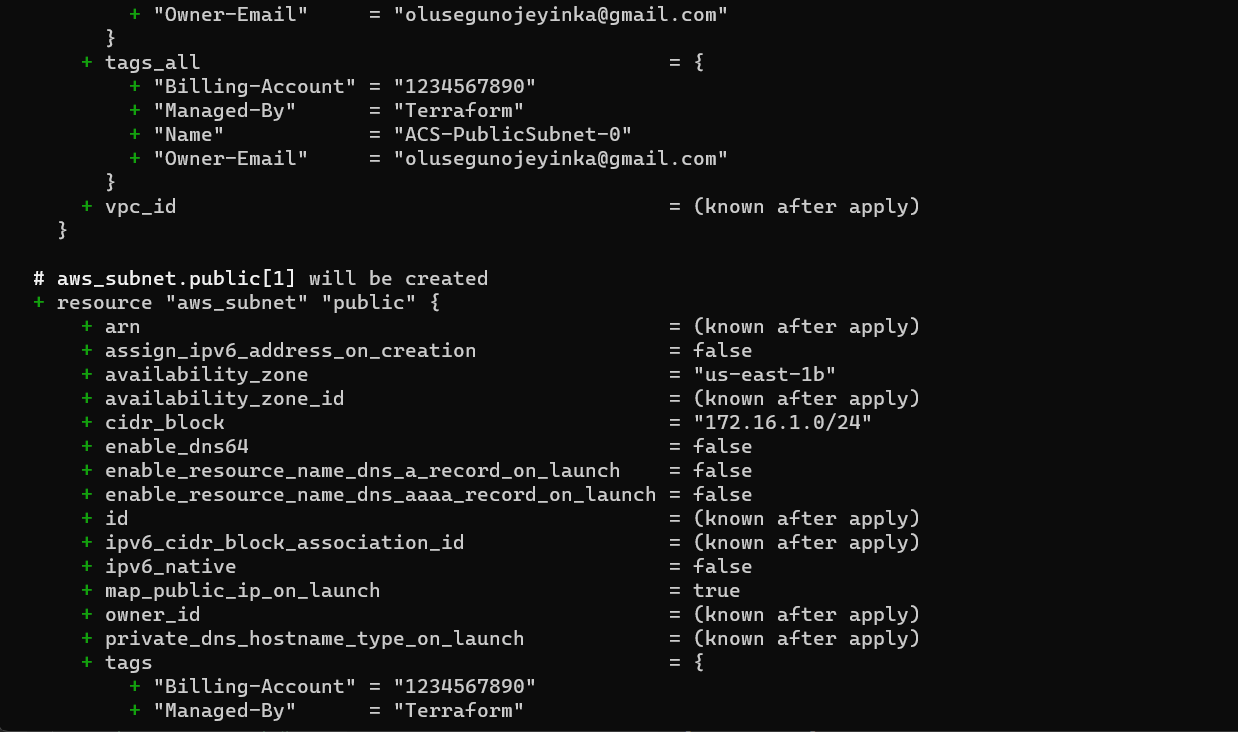 + "Owner-Email"     = "olusegunojeyinka@gmail.com"
}
+ tags_all                                       = {
+ "Billing-Account" = "1234567890"
+ "Managed-By"      = "Terraform"
+ "Name"            = "ACS-PublicSubnet-0"
+ "Owner-Email"     = "olusegunojeyinka@gmail.com"
}
+ vpc_id                                         = (known after apply)
}
# aws_subnet.public[1] will be created
+ resource "aws_subnet" "public" {
+ arn                                            = (known after apply)
+ assign_ipv6_address_on_creation                = false
+ availability_zone                              = "us-east-1b"
+ availability_zone_id                           = (known after apply)
+ cidr_block                                     = "172.16.1.0/24"
+ enable_dns64                                   = false
+ enable_resource_name_dns_a_record_on_launch    = false
+ enable_resource_name_dns_aaaa_record_on_launch = false
+ id                                             = (known after apply)
+ ipv6_cidr_block_association_id                 = (known after apply)
+ ipv6_native                                    = false
+ map_public_ip_on_launch                        = true
+ owner_id                                       = (known after apply)
+ private_dns_hostname_type_on_launch            = (known after apply)
+ tags                                           = {
+ "Billing-Account" = "1234567890"
+ "Managed-By"      = "Terraform"